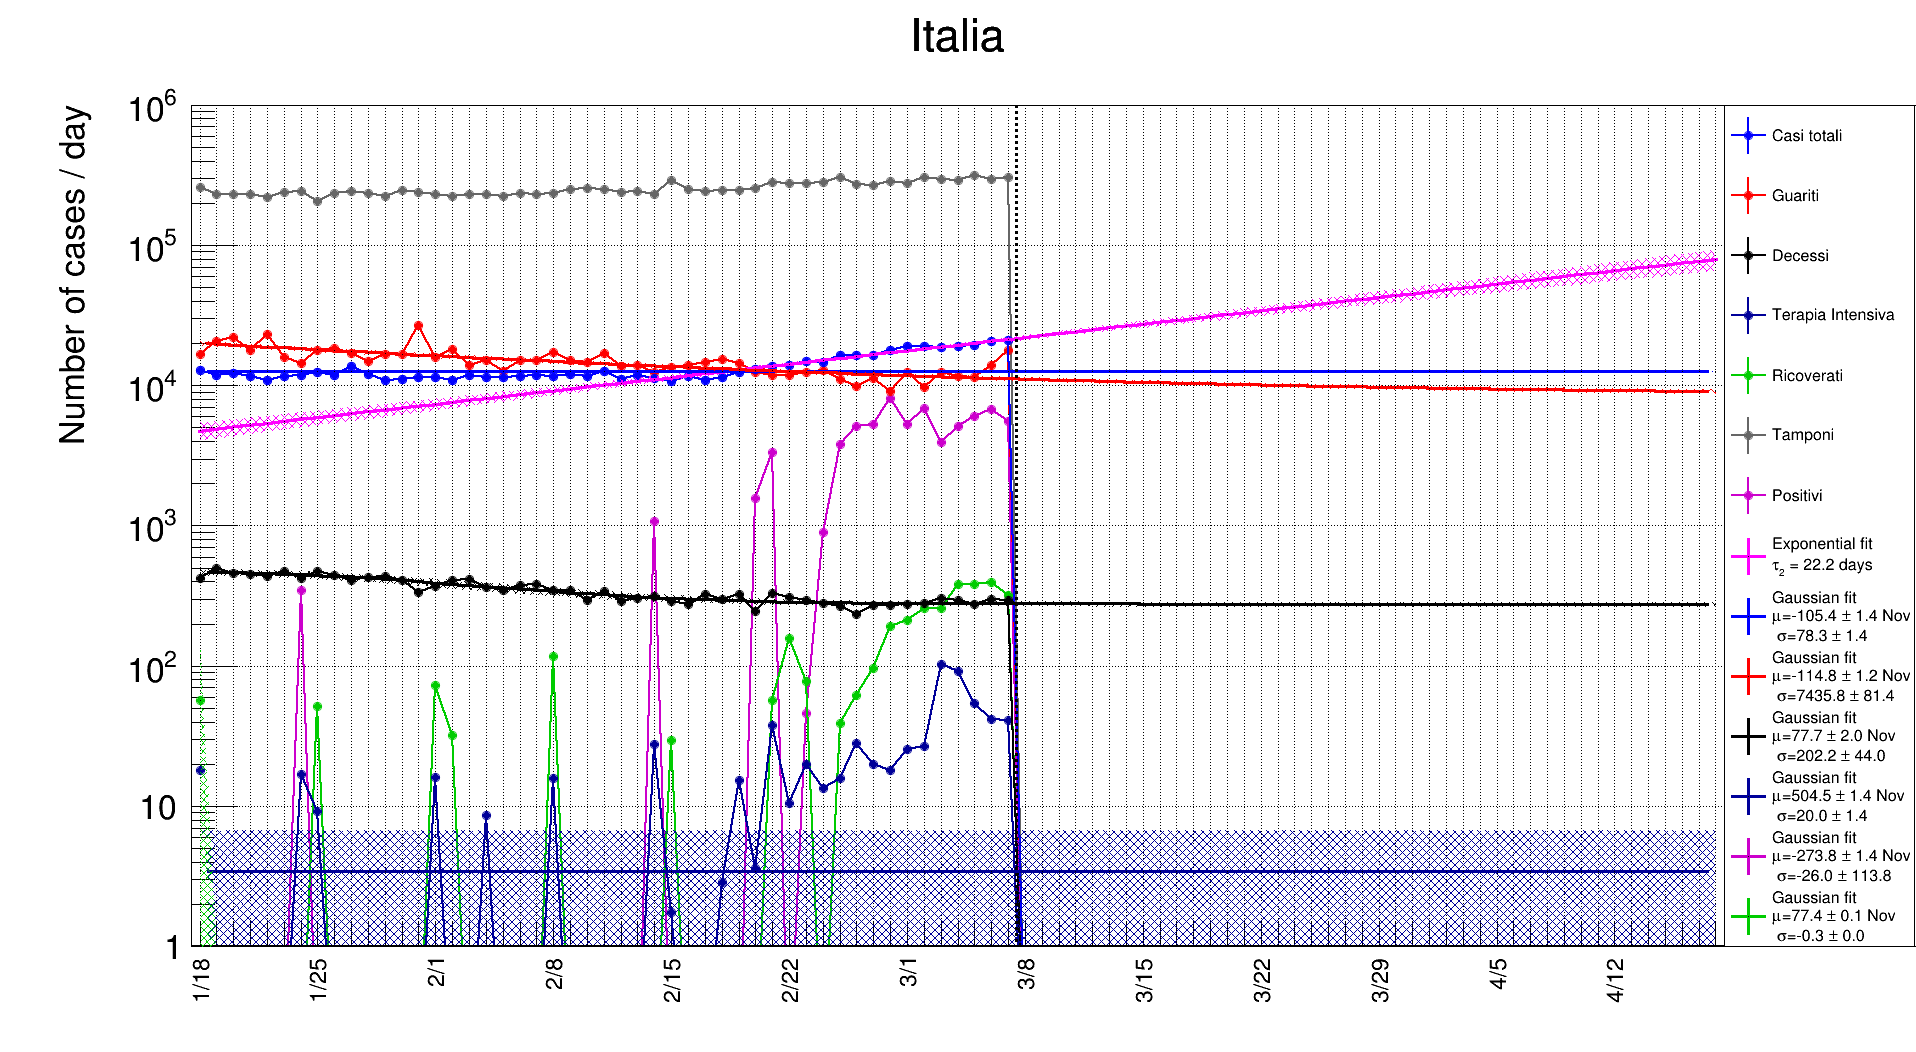 Italia
Number of cases / day
10^6
10^5
10^4
10^3
10^2
10
1
1/18
1/25
2/1
2/8
2/15
2/22
3/1
3/8
3/15
3/22
3/29
4/5
4/12
Casi totali
Guariti
Decessi
Terapia Intensiva
Ricoverati
Tamponi
Positivi
Exponential fit
τ₂ = 22.2 days
Gaussian fit
μ=-105.4 ± 1.4 Nov
σ=78.3 ± 1.4
Gaussian fit
μ=-114.8 ± 1.2 Nov
σ=7435.8 ± 81.4
Gaussian fit
μ=77.7 ± 2.0 Nov
σ=202.2 ± 44.0
Gaussian fit
μ=504.5 ± 1.4 Nov
σ=20.0 ± 1.4
Gaussian fit
μ=-273.8 ± 1.4 Nov
σ=-26.0 ± 113.8
Gaussian fit
μ=77.4 ± 0.1 Nov
σ=-0.3 ± 0.0